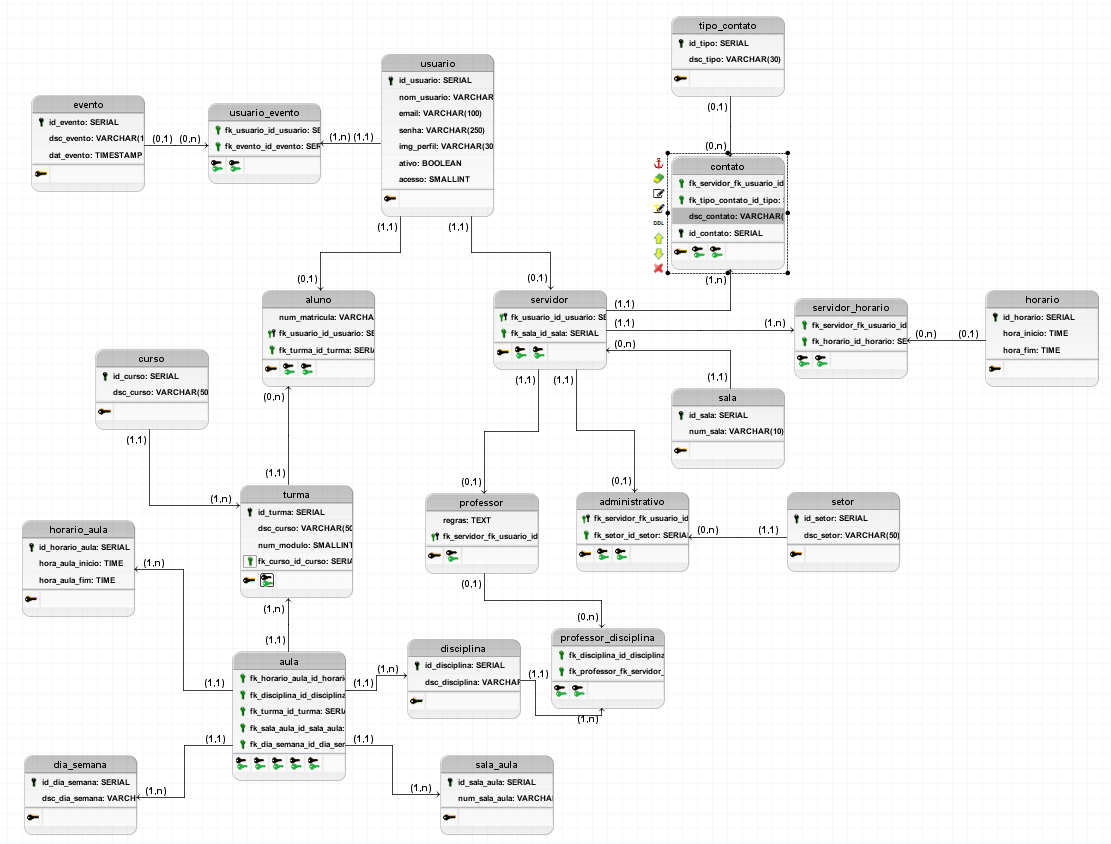 tipo_contato
id_tipo: SERIAL
dsc_tipo: VARCHAR(30)
(0,1)
(0,n)
usuario
id_usuario: SERIAL
nom_usuario: VARCHAR
email: VARCHAR(100)
senha: VARCHAR(250)
img_perfil: VARCHAR(30
ativo: BOOLEAN
acesso: SMALLINT
(1,1)
(1,1)
evento
id_evento: SERIAL
dsc_evento: VARCHAR(1
dat_evento: TIMESTAMP
(0,1) (0,n)
usuario_evento
fk_usuario_id_usuario: SE
fk_evento_id_evento: SER
(1,n) (1,1)
contato
fk_servidor_fk_usuario_id
fk_tipo_contato_id_tipo:
dsc_contato: VARCHAR(
id_contato: SERIAL
DDL
(1,n)
(0,1)
(0,1)
aluno
num_matricula: VARCHA
fk_usuario_id_usuario: SE
fk_turma_id_turma: SERI
(0,n)
servidor
fk_usuario_id_usuario: SE
fk_sala_id_sala: SERIAL
(1,1)
(1,1)
(0,n)
(1,1)
(1,1)
(1,n)
servidor_horario
fk_servidor_fk_usuario_id
fk_horario_id_horario: SE
(0,n)
(0,1)
horario
id_horario: SERIAL
hora_inicio: TIME
hora_fim: TIME
curso
id_curso: SERIAL
dsc_curso: VARCHAR(50
(1,1)
(1,1)
sala
id_sala: SERIAL
num_sala: VARCHAR(10)
(1,1)
(1,n)
turma
id_turma: SERIAL
dsc_curso: VARCHAR(50
num_modulo: SMALLINT
fk_curso_id_curso: SERIA
(1,n)
(1,1)
(0,1)
professor
regras: TEXT
fk_servidor_fk_usuario_id
(0,1)
(0,1)
administrativo
fk_servidor_fk_usuario_id
fk_setor_id_setor: SERIA
(0,n)
(1,1)
setor
id_setor: SERIAL
dsc_setor: VARCHAR(50)
horario_aula
id_horario_aula: SERIAL
hora_aula_inicio: TIME
hora_aula_fim: TIME
(1,n)
(0,n)
professor_disciplina
fk_disciplina_id_disciplina
fk_professor_fk_servidor_
(1,n)
disciplina
id_disciplina: SERIAL
dsc_disciplina: VARCHAR
(1,1)
aula
fk_horario_aula_id_horari
fk_disciplina_id_disciplina
fk_turma_id_turma: SERI
fk_sala_aula_id_sala_aula:
fk_dia_semana_id_dia_ser
(1,1)
(1,1)
(1,n)
(1,1)
(1,1)
dia_semana
id_dia_semana: SERIAL
dsc_dia_semana: VARCH
(1,n)
sala_aula
id_sala_aula: SERIAL
num_sala_aula: VARCHA
(1,n)